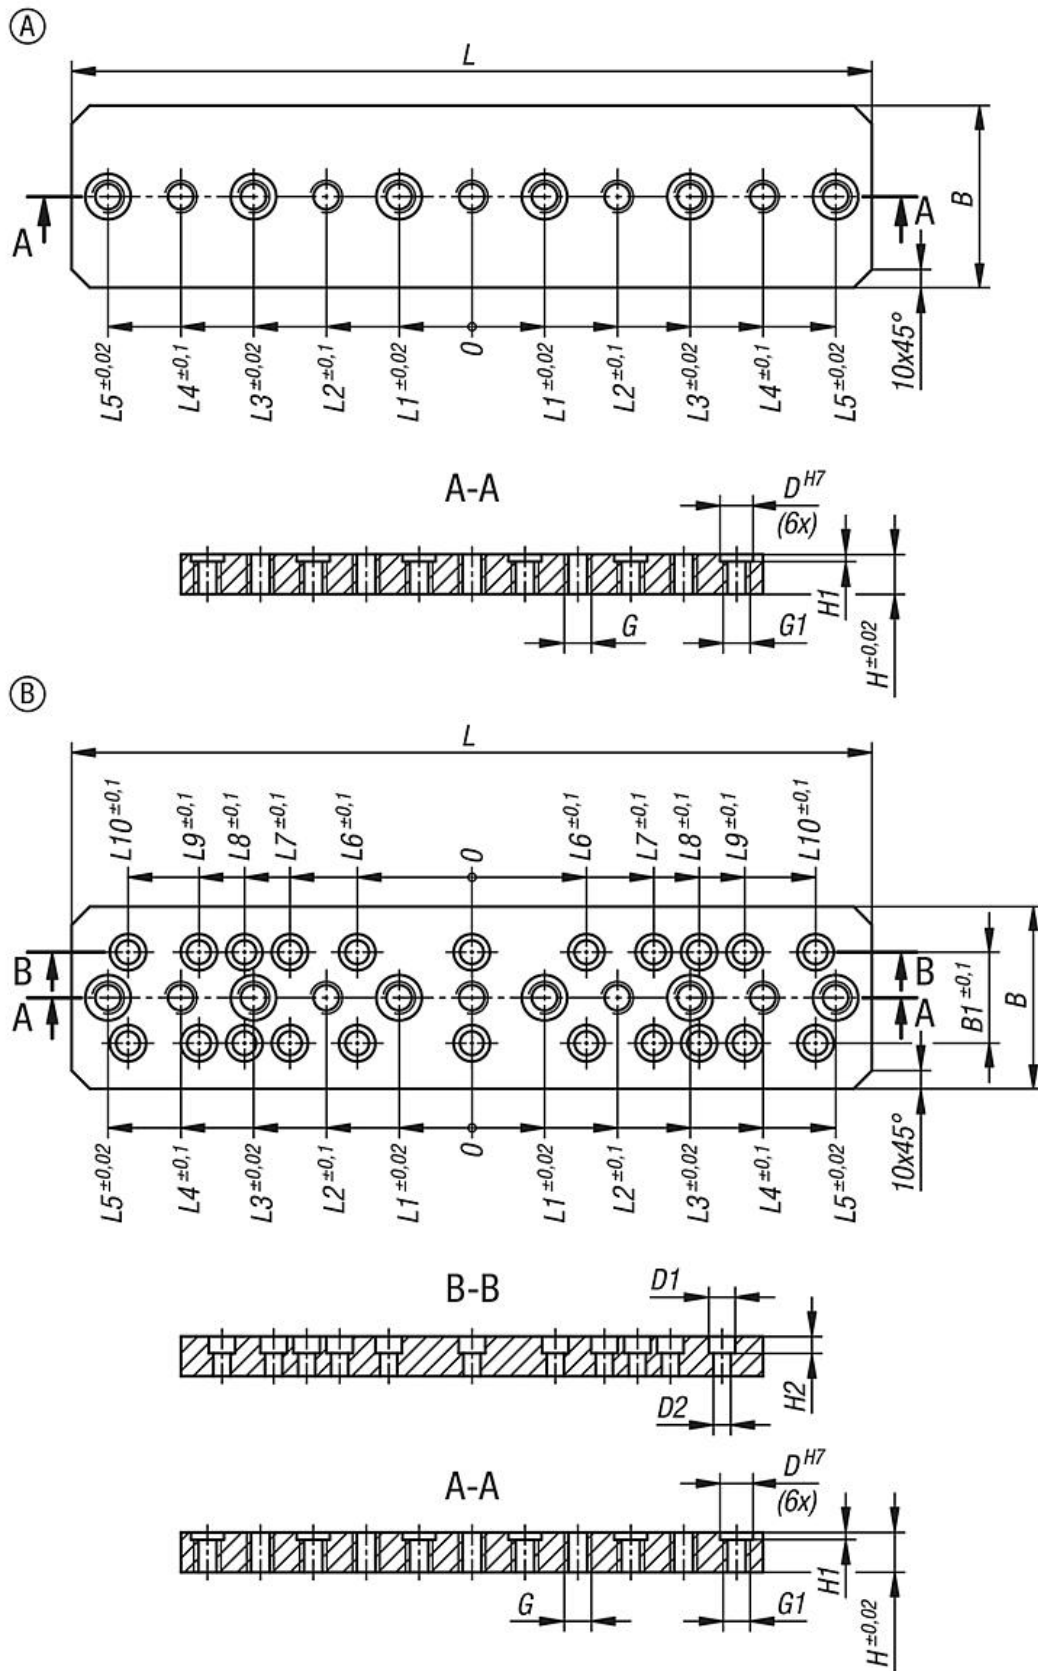 A
L
A
A
B
L5±0,02 L4±0,1 L3±0,02 L2±0,1 L1±0,02 0 L1±0,02 L2±0,1 L3±0,02 L4±0,1 L5±0,02 10x45°
A-A
D H7
(6x)
G
G1
H1
H±0,02
B
L
L10±0,1 L9±0,1 L8±0,1 L7±0,1 L6±0,1 0 L6±0,1 L7±0,1 L8±0,1 L9±0,1 L10±0,1
B
B
A
A
B1±0,1
B
L5±0,02 L4±0,1 L3±0,02 L2±0,1 L1±0,02 0 L1±0,02 L2±0,1 L3±0,02 L4±0,1 L5±0,02 10x45°
B-B
D1
D2
H2
A-A
D H7
(6x)
G
G1
H1
H±0,02